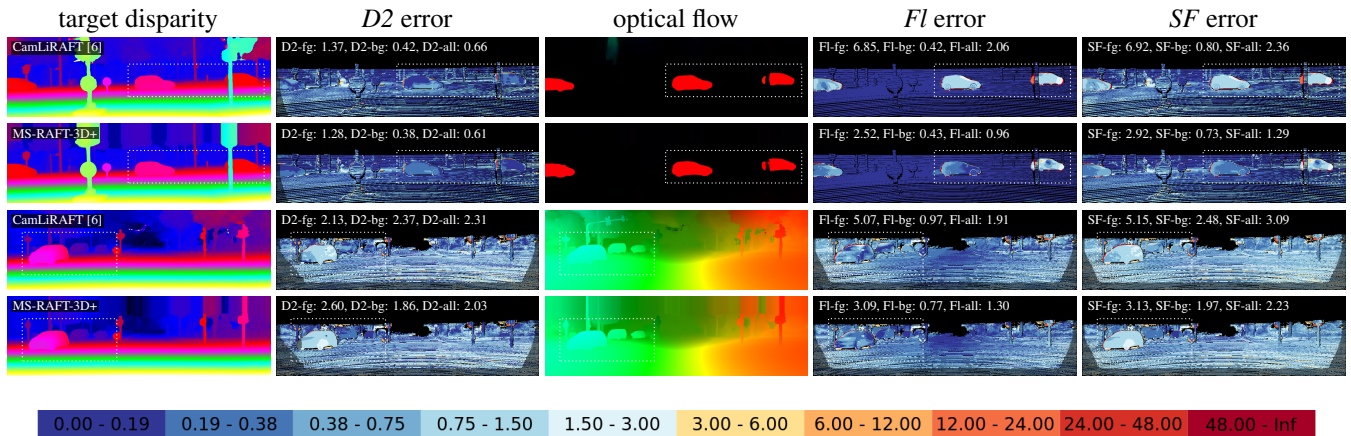 target disparity D2 error optical flow Fl error SF error
CamLiRAFT [6] D2-fg: 1.37, D2-bg: 0.42, D2-all: 0.66 Fl-fg: 6.85, Fl-bg: 0.42, Fl-all: 2.06 SF-fg: 6.92, SF-bg: 0.80, SF-all: 2.36
MS-RAFT-3D+ D2-fg: 1.28, D2-bg: 0.38, D2-all: 0.61 Fl-fg: 2.52, Fl-bg: 0.43, Fl-all: 0.96 SF-fg: 2.92, SF-bg: 0.73, SF-all: 1.29
CamLiRAFT [6] D2-fg: 2.13, D2-bg: 2.37, D2-all: 2.31 Fl-fg: 5.07, Fl-bg: 0.97, Fl-all: 1.91 SF-fg: 5.15, SF-bg: 2.48, SF-all: 3.09
MS-RAFT-3D+ D2-fg: 2.60, D2-bg: 1.86, D2-all: 2.03 Fl-fg: 3.09, Fl-bg: 0.77, Fl-all: 1.30 SF-fg: 3.13, SF-bg: 1.97, SF-all: 2.23
0.00 - 0.19 0.19 - 0.38 0.38 - 0.75 0.75 - 1.50 1.50 - 3.00 3.00 - 6.00 6.00 - 12.00 12.00 - 24.00 24.00 - 48.00 48.00 - Inf